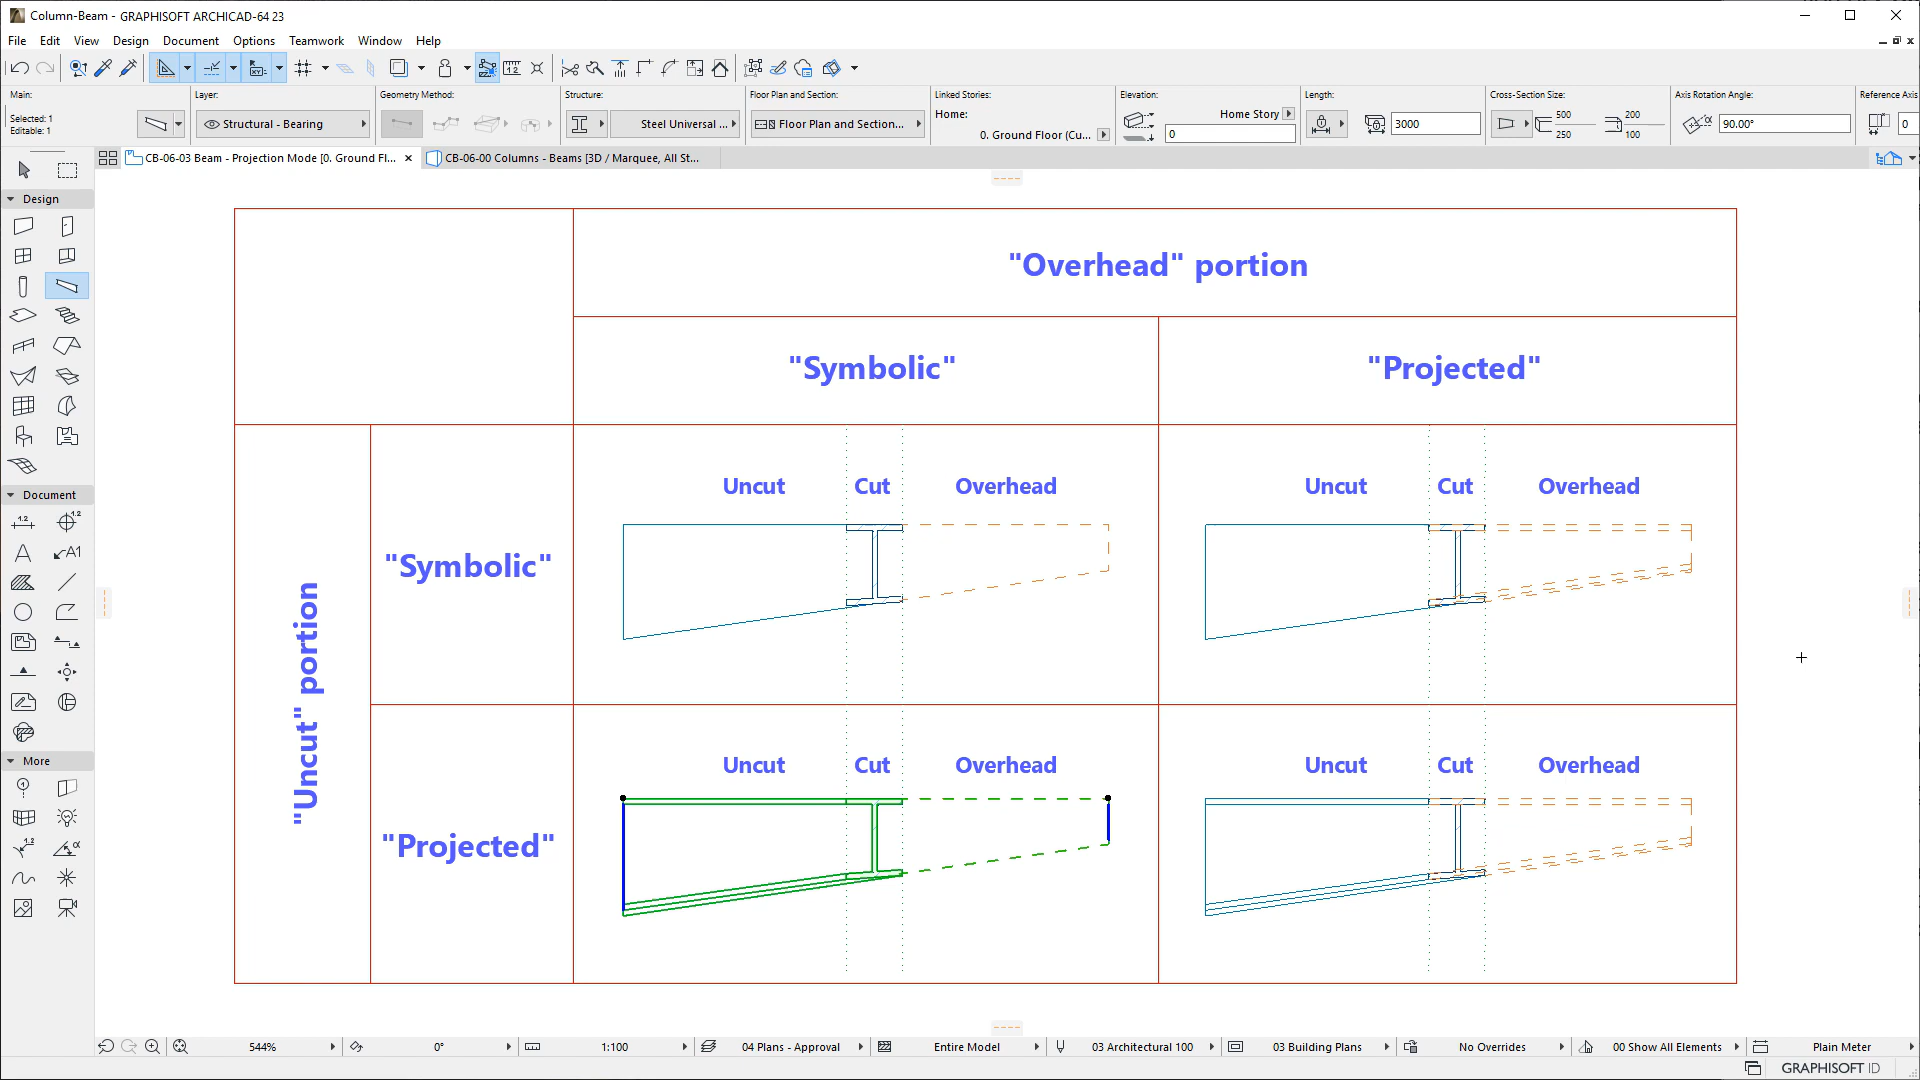 Column-Beam - GRAPHISOFT ARCHICAD-64 23
File Edit View Design Document Options Teamwork Window Help
Main:
Selected: 1
Editable: 1
Layer:
Structural - Bearing
Geometry Method:
Structure:
Steel Universal ...
Floor Plan and Section:
Floor Plan and Section...
Linked Stories:
Home:
0. Ground Floor (Cu...
Elevation:
Home Story
0
Length:
3000
Cross-Section Size:
500
250
200
100
Axis Rotation Angle:
90.00°
Reference Axis
0
CB-06-03 Beam - Projection Mode [0. Ground Fl...
CB-06-00 Columns - Beams [3D / Marquee, All St...
Design
Document
More
"Overhead" portion
"Symbolic"
"Projected"
"Uncut" portion
"Symbolic"
Uncut Cut Overhead
Uncut Cut Overhead
"Projected"
Uncut Cut Overhead
Uncut Cut Overhead
544%
0°
1:100
04 Plans - Approval
Entire Model
03 Architectural 100
03 Building Plans
No Overrides
00 Show All Elements
Plain Meter
GRAPHISOFT ID